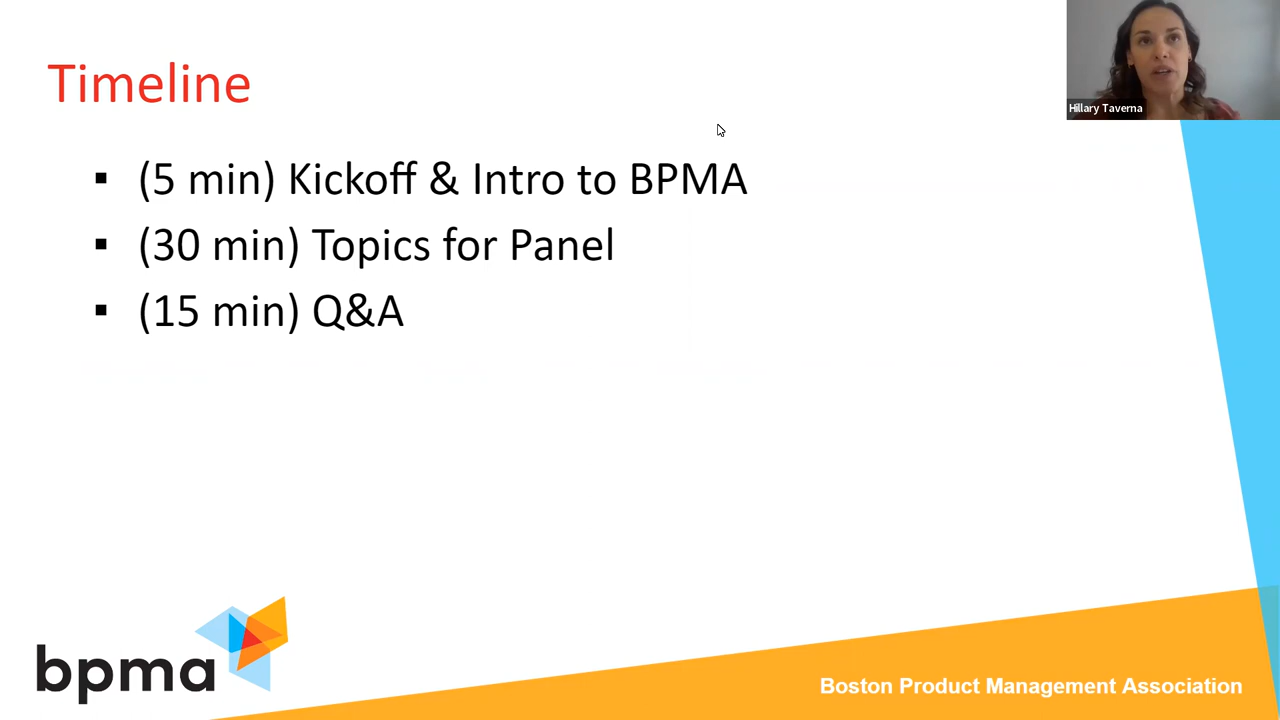 Timeline
Hillary Taverna
▪ (5 min) Kickoff & Intro to BPMA
▪ (30 min) Topics for Panel
▪ (15 min) Q&A
bpma
Boston Product Management Association